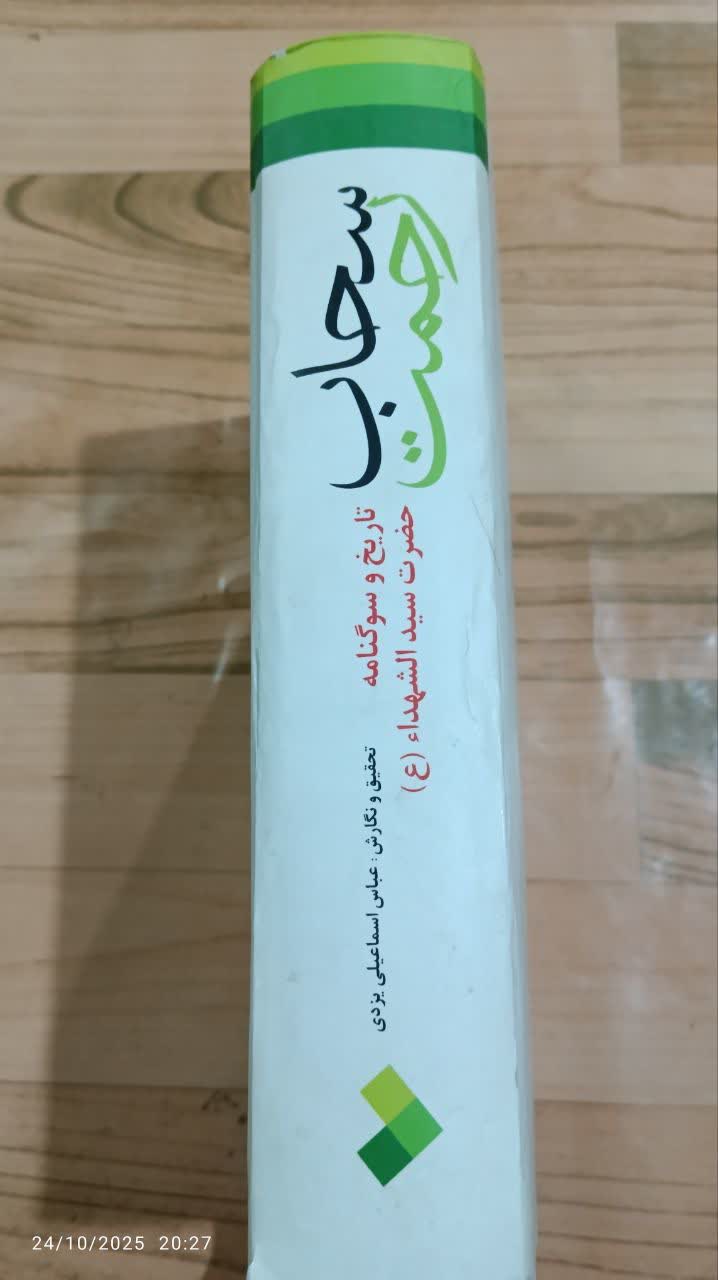 سحاب
رحمت
تاریخ و سوگنامه
حضرت سید الشهداء (ع)
تحقیق و نگارش: عباس اسماعیلی یزدی
24/10/2025 20:27